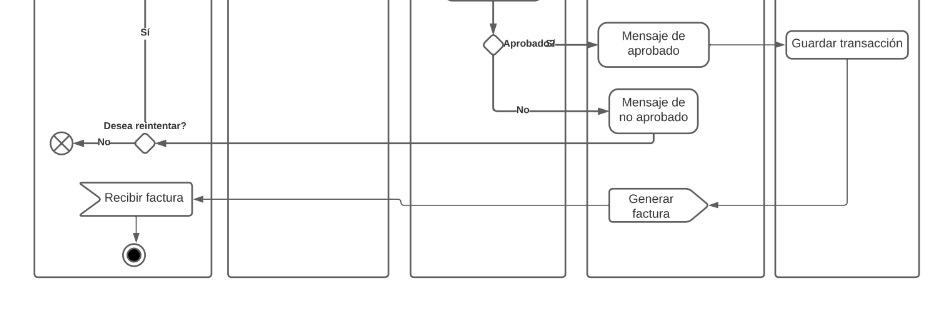 Sí
Aprobado?
Sí
Mensaje de
aprobado
Guardar transacción
Mensaje de
no aprobado
No
Desea reintentar?
No
Recibir factura
Generar
factura